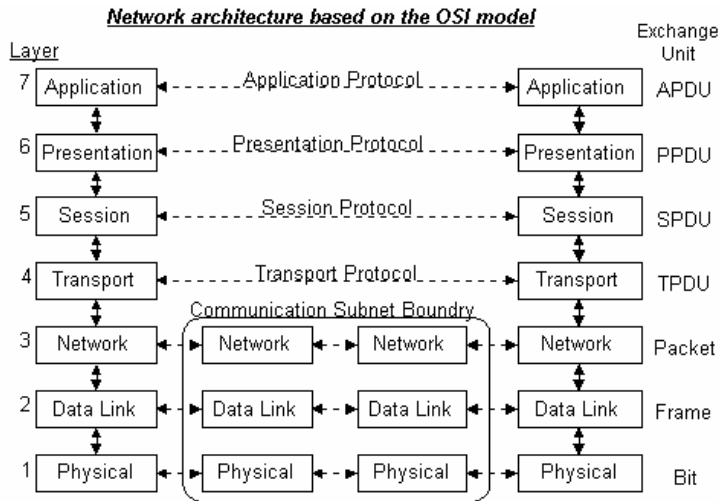 Network architecture based on the OSI model
Exchange
Unit
Layer
7 Application Application Protocol Application APDU
6 Presentation Presentation Protocol Presentation PPDU
5 Session Session Protocol Session SPDU
4 Transport Transport Protocol Transport TPDU
Communication Subnet Boundry
3 Network Network Network Network Packet
2 Data Link Data Link Data Link Data Link Frame
1 Physical Physical Physical Physical Bit